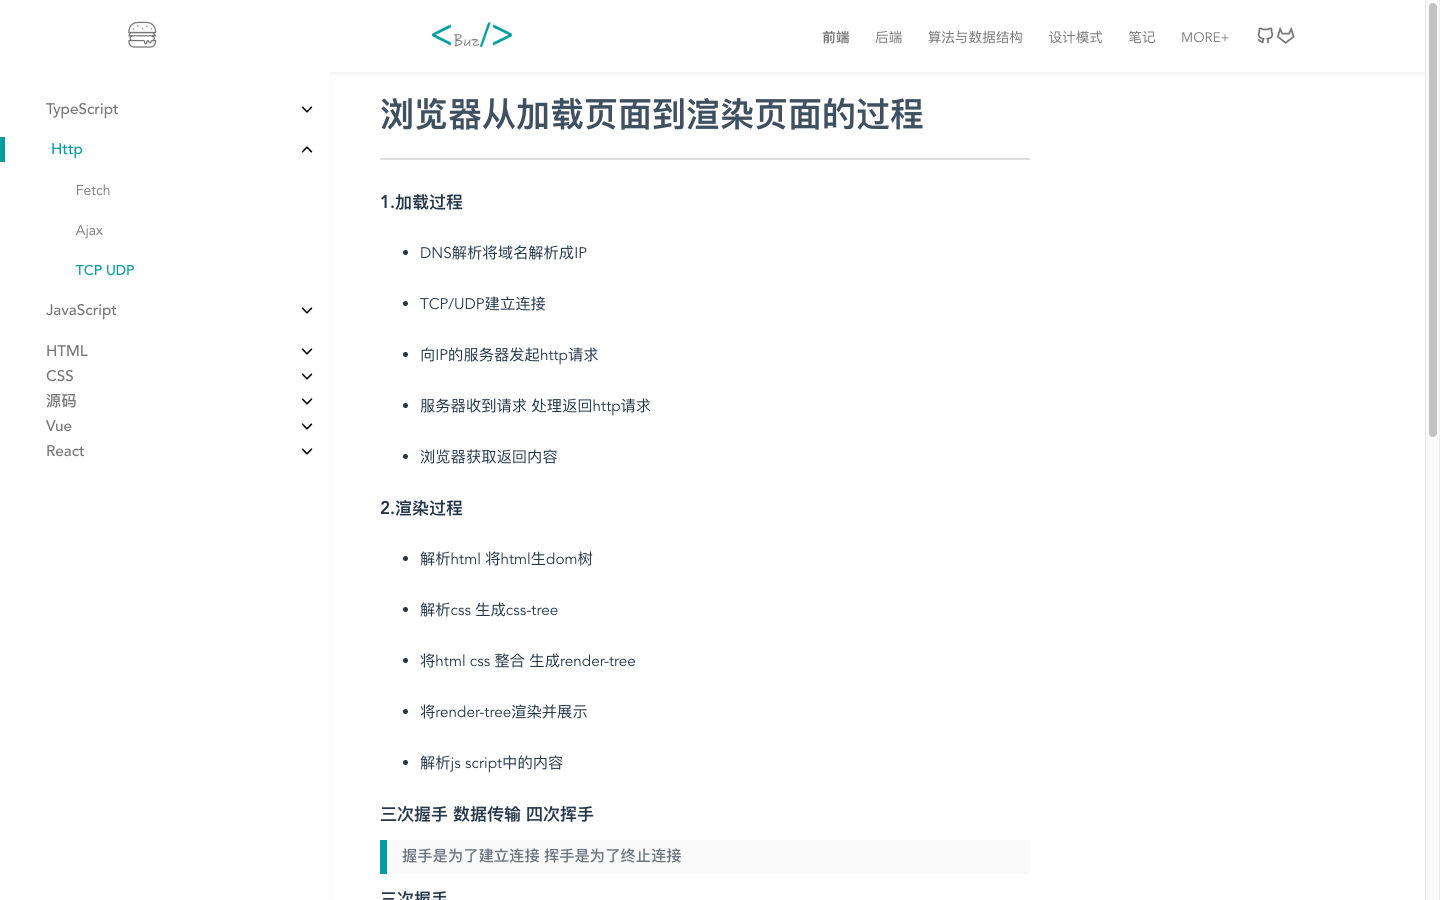 <Buz/>
前端 后端 算法与数据结构 设计模式 笔记 MORE+
TypeScript
Http
Fetch
Ajax
TCP UDP
JavaScript
HTML
CSS
源码
Vue
React
浏览器从加载页面到渲染页面的过程
1.加载过程
DNS解析将域名解析成IP
TCP/UDP建立连接
向IP的服务器发起http请求
服务器收到请求 处理返回http请求
浏览器获取返回内容
2.渲染过程
解析html 将html生dom树
解析css 生成css-tree
将html css 整合 生成render-tree
将render-tree渲染并展示
解析js script中的内容
三次握手 数据传输 四次挥手
握手是为了建立连接 挥手是为了终止连接
三次握手